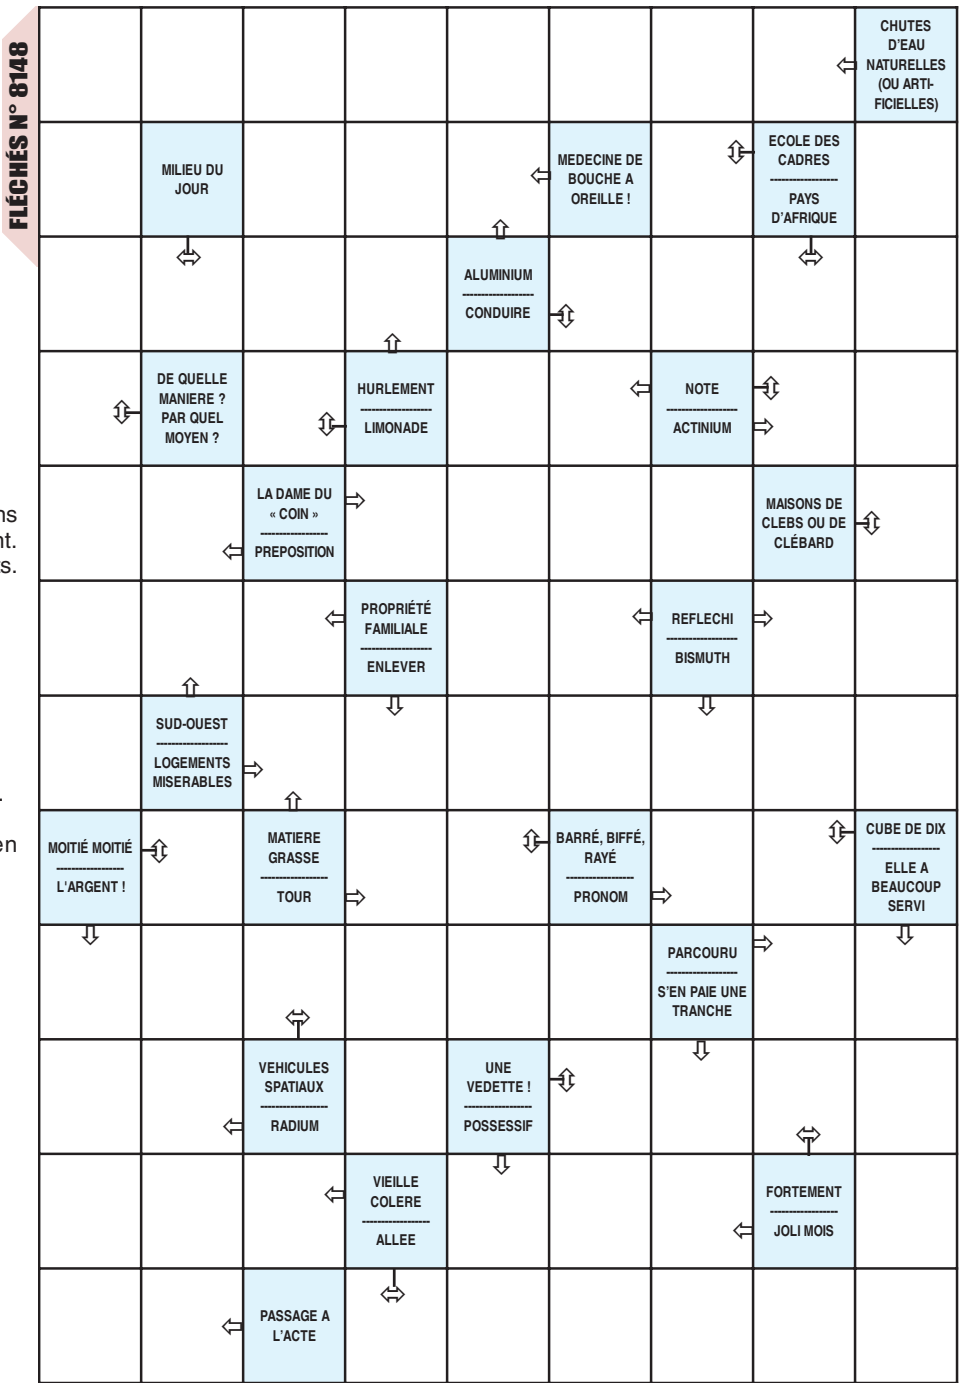 FLÉCHÉS N° 8148
CHUTES
D'EAU
NATURELLES
(OU ARTI-
FICIELLES)
MILIEU DU
JOUR
MEDECINE DE
BOUCHE A
OREILLE !
ECOLE DES
CADRES
PAYS
D'AFRIQUE
ALUMINIUM
CONDUIRE
DE QUELLE
MANIERE ?
PAR QUEL
MOYEN ?
HURLEMENT
LIMONADE
NOTE
ACTINIUM
LA DAME DU
« COIN »
PREPOSITION
MAISONS DE
CLEBS OU DE
CLÉBARD
PROPRIÉTÉ
FAMILIALE
ENLEVER
REFLECHI
BISMUTH
SUD-OUEST
LOGEMENTS
MISERABLES
MOITIÉ MOITIÉ
L'ARGENT !
MATIERE
GRASSE
TOUR
BARRÉ, BIFFÉ,
RAYÉ
PRONOM
CUBE DE DIX
ELLE A
BEAUCOUP
SERVI
PARCOURU
S'EN PAIE UNE
TRANCHE
VEHICULES
SPATIAUX
RADIUM
UNE
VEDETTE !
POSSESSIF
VIEILLE
COLERE
ALLEE
FORTEMENT
JOLI MOIS
PASSAGE A
L'ACTE